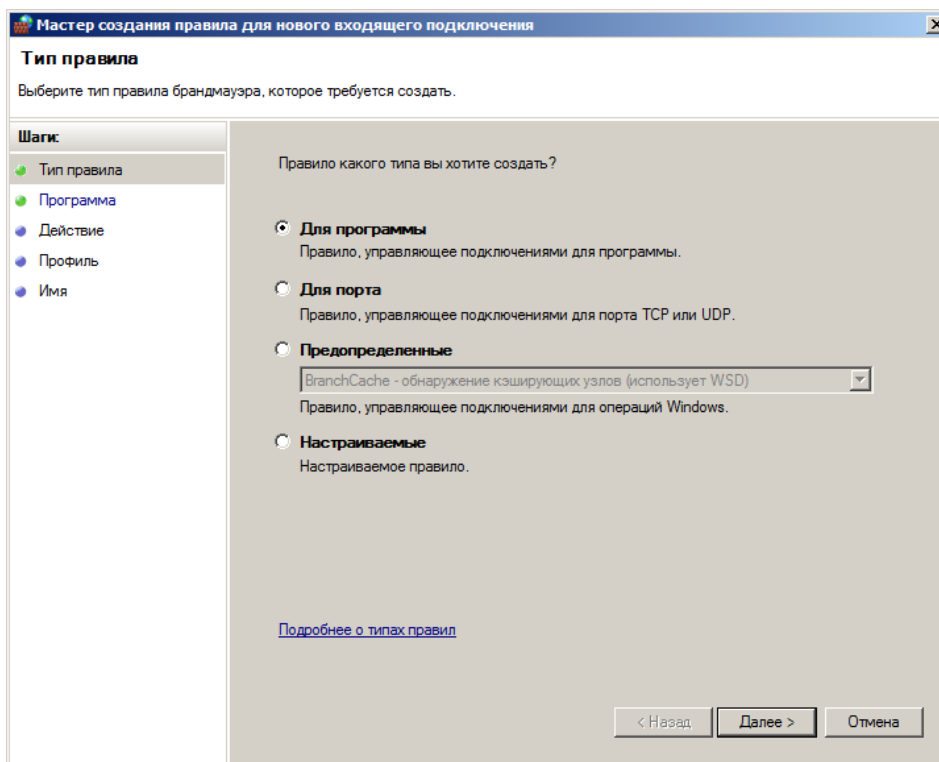 Мастер создания правила для нового входящего подключения
Тип правила
Выберите тип правила брандмауэра, которое требуется создать.
Шаги:
Тип правила
Программа
Действие
Профиль
Имя
Правило какого типа вы хотите создать?
Для программы
Правило, управляющее подключениями для программы.
Для порта
Правило, управляющее подключениями для порта TCP или UDP.
Предопределенные
BranchCache - обнаружение кэширующих узлов (использует WSD)
Правило, управляющее подключениями для операций Windows.
Настраиваемые
Настраиваемое правило.
Подробнее о типах правил
< Назад
Далее >
Отмена